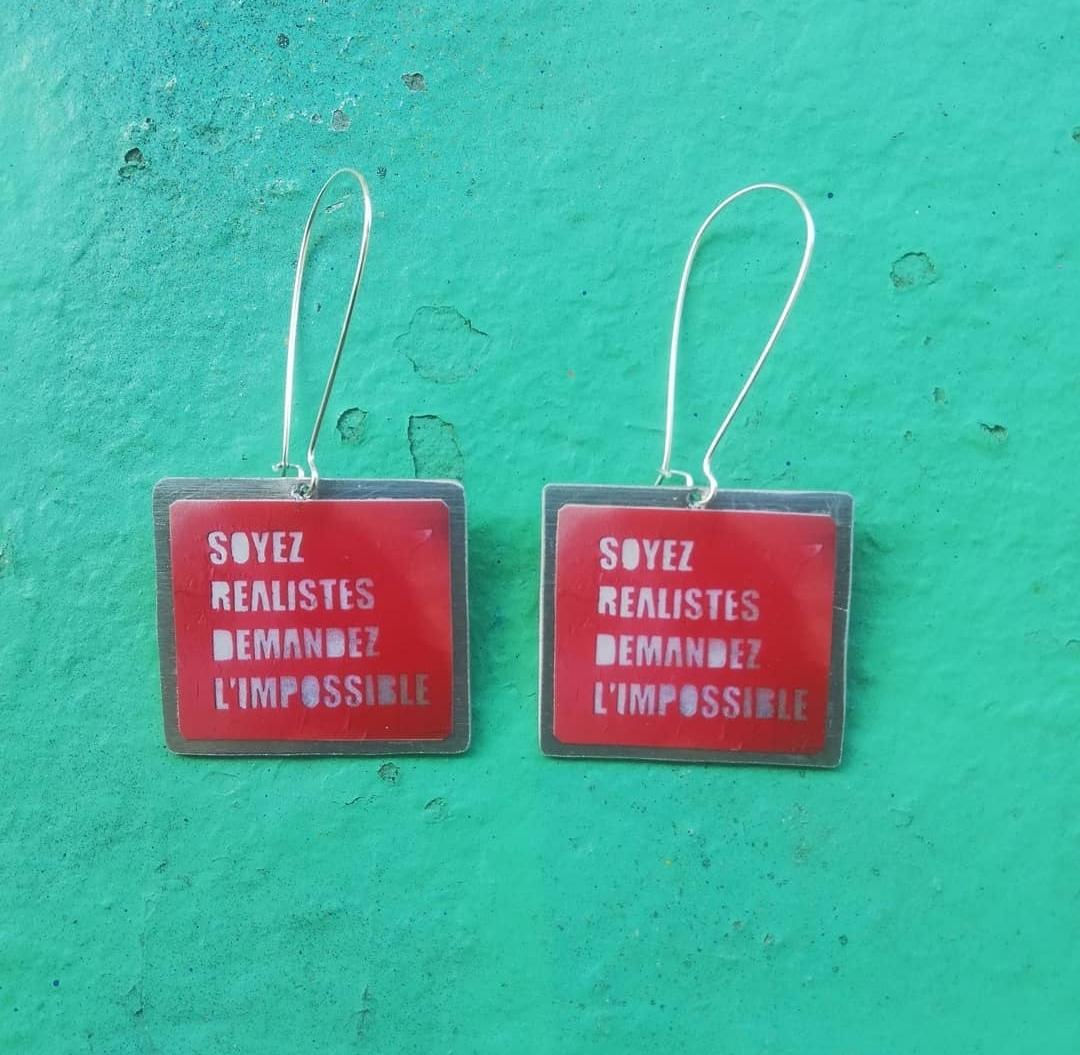 SOYEZ
REALISTES
DEMANDEZ
L'IMPOSSIBLE
SOYEZ
REALISTES
DEMANDEZ
L'IMPOSSIBLE